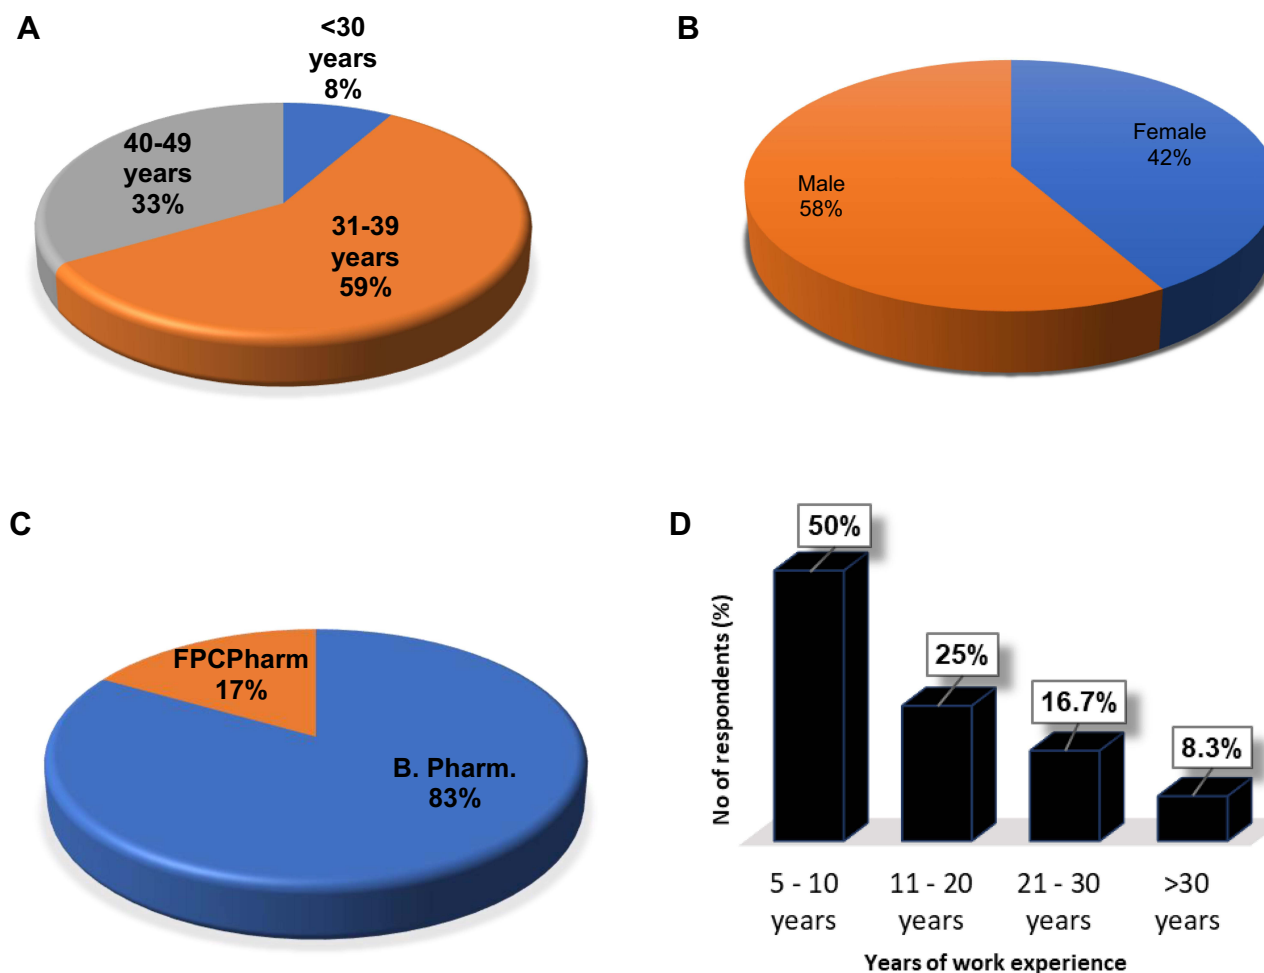 A
<30
years
8%
40-49
years
33%
31-39
years
59%
B
Female
42%
Male
58%
C
FPCPharm
17%
B. Pharm.
83%
D
No of respondents (%)
50%
25%
16.7%
8.3%
5 - 10
years
11 - 20
years
21 - 30
years
>30
years
Years of work experience